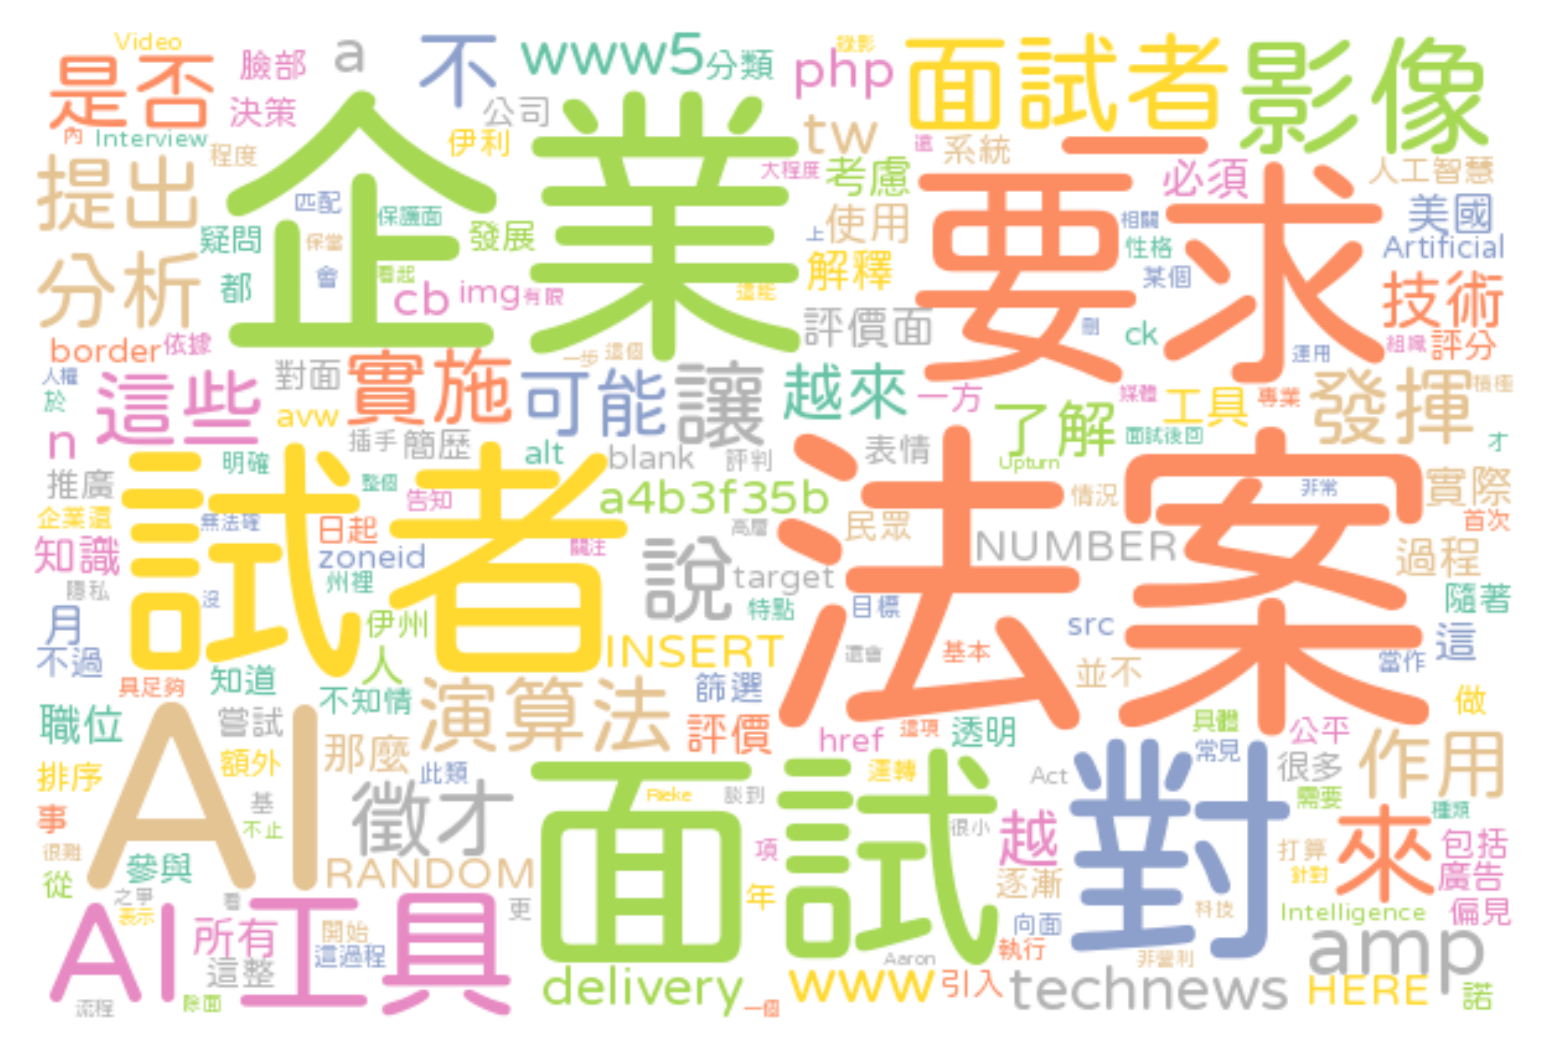 Video
是否
臉部
a
不
www5
分類
錄影
php
面試者
影像
決策
公司
內
Interview
程度
伊利
tw
還
系統
一
大程度
考慮
必須
人工智慧
提出
企業
匹配
保護面
疑問
保當
發展
上
使用
要求
相關
美國
性格
Artificial
分析
都
會
看起
cb
img
有限
這能
解釋
某個
技術
評價面
刪
ck
border
依據
一步
這個
運用
組織
評分
人權
於
這些
對面
實施
可能
讓
越來
一方
媒體
工具
專業
發揮
積極
avw
了解
n
插手
簡歷
alt
blank
評判
表情
Upturn
面試後回
才
推廣
試者
明確
整個
告知
a4b3f35b
法案
情況
非常
實際
企業還
無法確
日起
高層
民眾
首次
知識
zoneid
關注
說
target
NUMBER
過程
隱私
沒
州裡
特點
目標
隨著
月
伊州
src
這
不過
人
INSERT
還會
基本
並不
當作
具足夠
知道
不知情
演算法
篩選
做
職位
嘗試
評價
href
這項
透明
具體
公平
AI
那麼
常見
作用
排序
額外
此類
運轉
Act
很多
基
徵才
Rieke
談到
需要
種類
事
不止
面試
很小
越
對
來
很難
參與
RANDOM
項
打算
包括
從
逐漸
針對
廣告
之爭
看
更
年
科技
Intelligence
偏見
表示
AI工具
所有
開始
向面
這過程
執行
amp
這整
Aaron
非營利
delivery
www
引入
technews
HERE
流程
除面
一個
諾